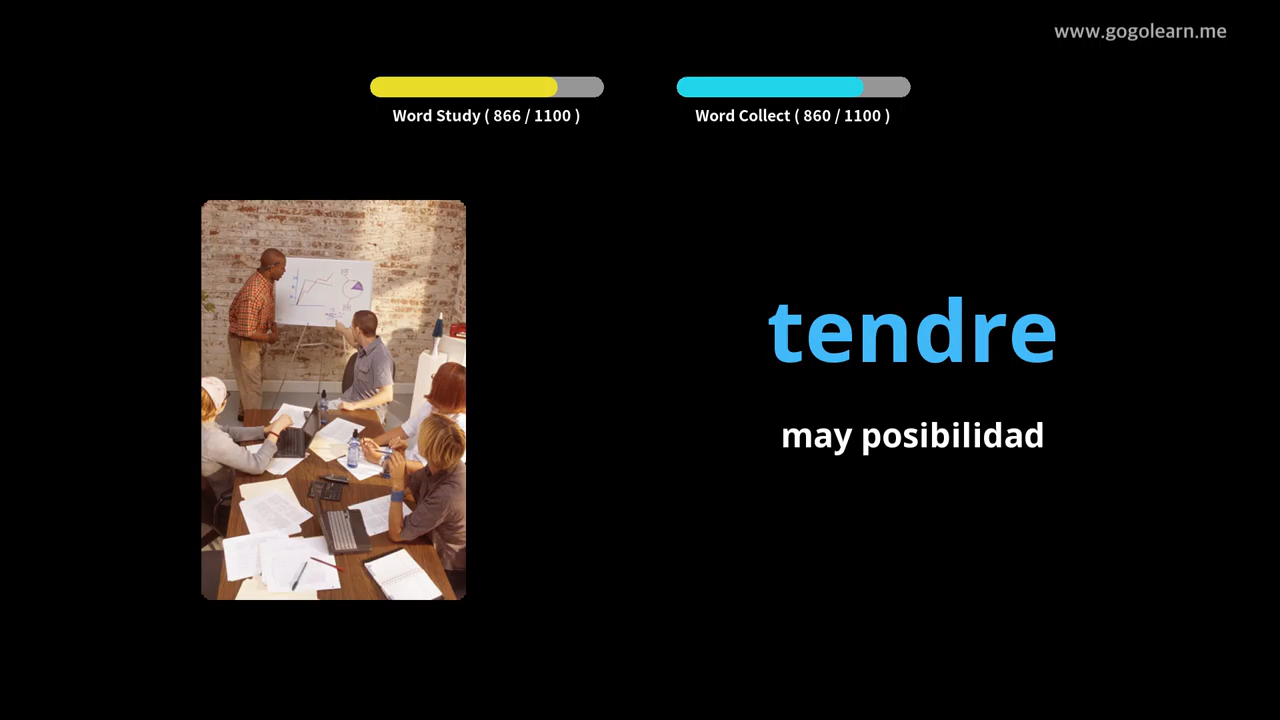 www.gogolearn.me
Word Study ( 866 / 1100 )
Word Collect ( 860 / 1100 )
tendre
may posibilidad